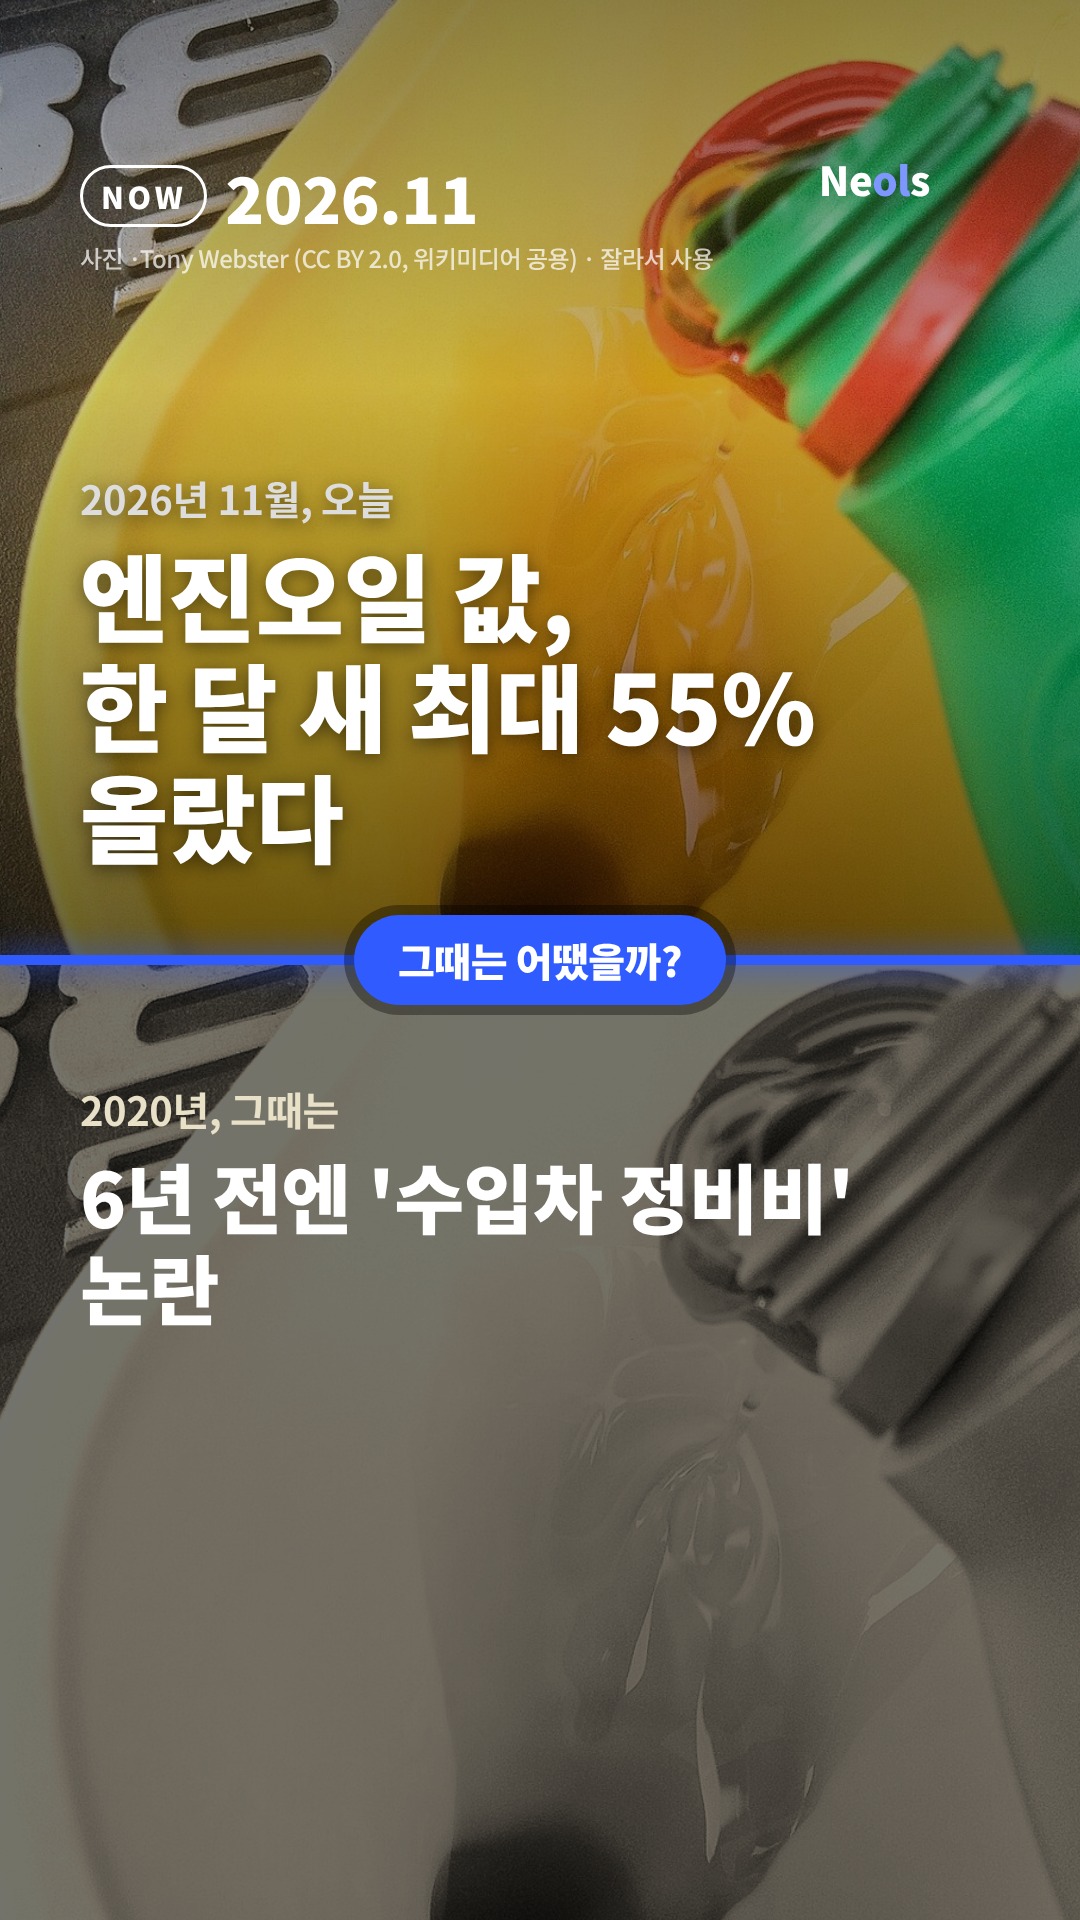 NOW 2026.11
Neols
사진 · Tony Webster (CC BY 2.0, 위키미디어 공용) · 잘라서 사용
2026년 11월, 오늘
엔진오일 값,
한 달 새 최대 55%
올랐다
그때는 어땠을까?
2020년, 그때는
6년 전엔 '수입차 정비비'
논란